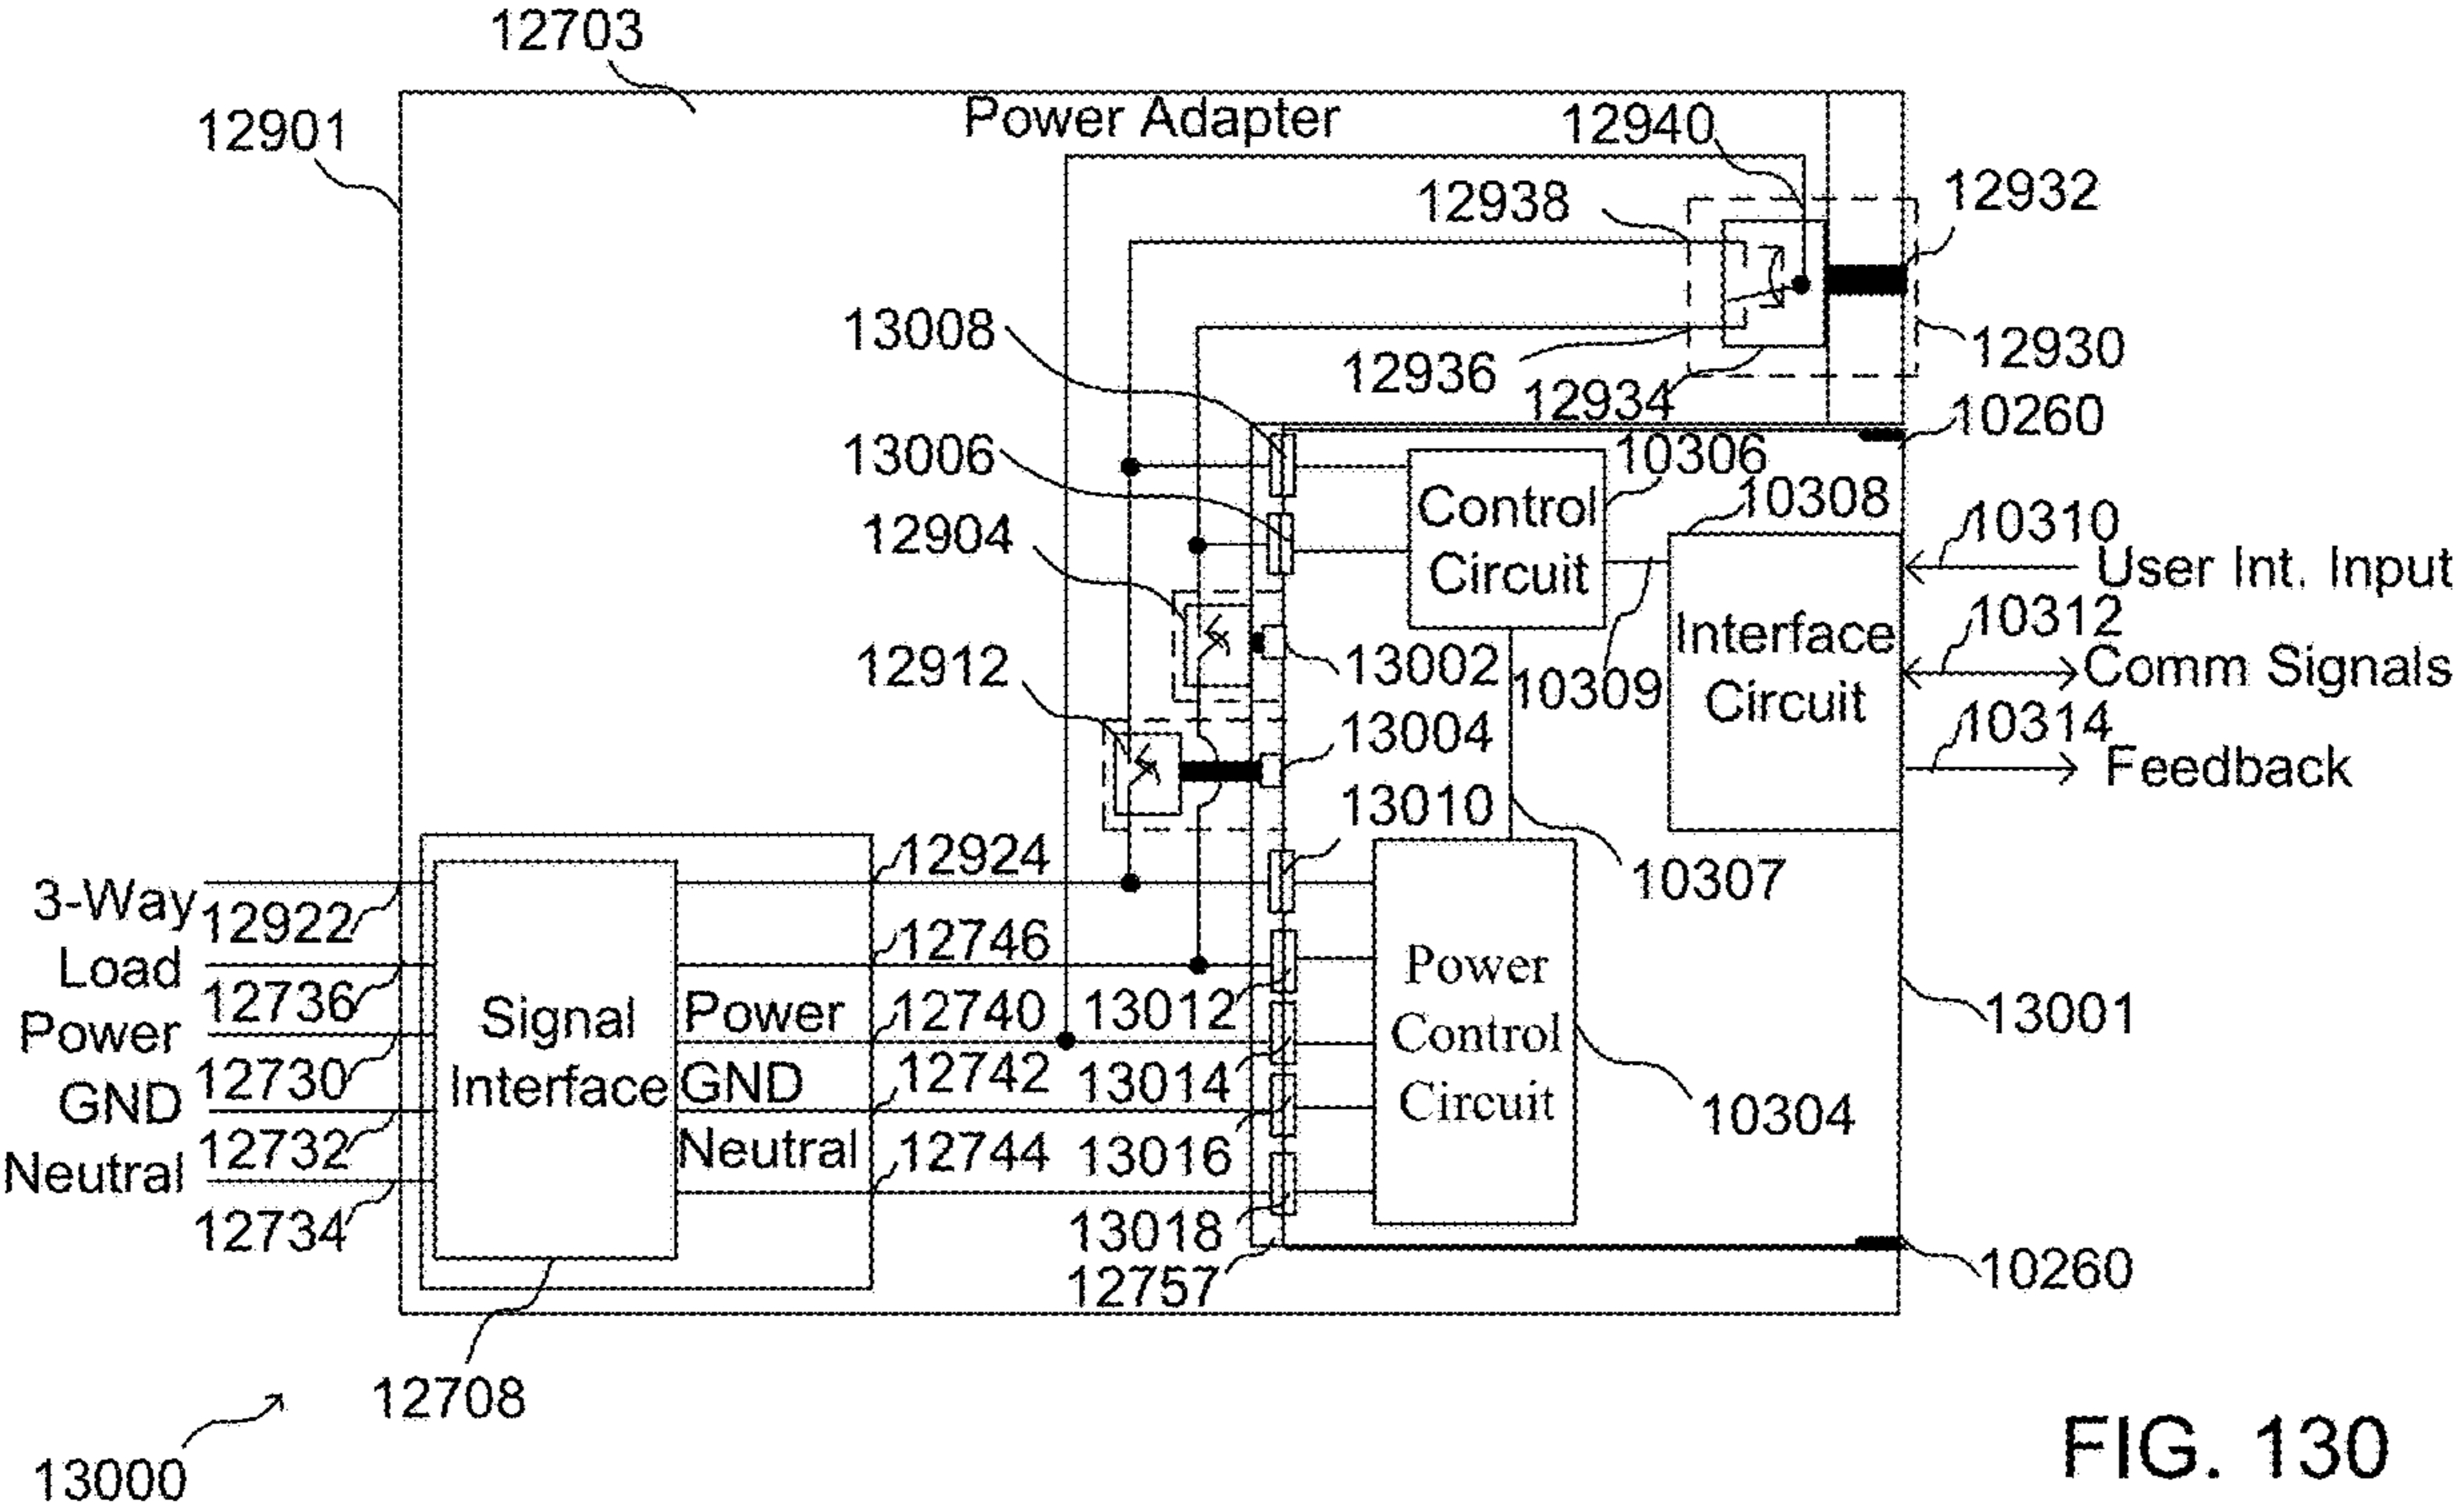 12703
Power Adapter
12901
12940
12938
12932
13008
12936
12934
12930
10260
13006
10306
10308
Control
Circuit
12904
10310
User Int. Input
10312
Comm Signals
Interface
Circuit
13002
10309
12912
13004
10314
Feedback
13010
12924
10307
3-Way
12922
Load
12746
12736
Power
12740
13012
Power
Control
Circuit
13001
Signal
Interface
Power
12730
GND
12742
13014
10304
GND
12732
Neutral
12744
13016
Neutral
12734
13018
12757
10260
12708
13000
FIG. 130